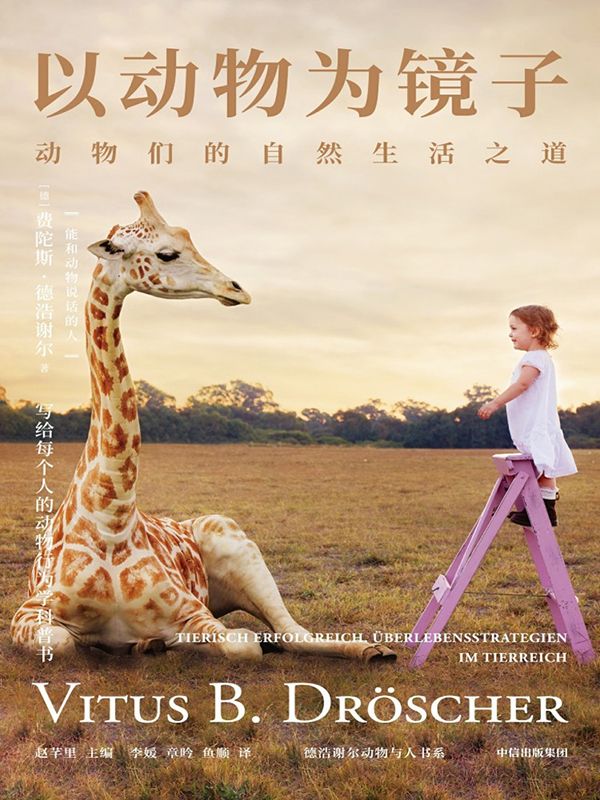 以动物为镜子
动物们的自然生活之道
[德]费陀斯·德浩谢尔 著
能和动物说话的人
写给每个人的动物行为学科普书
TIERISCH ERFOLGREICH. ÜBERLEBENSSTRATEGIEN
IM TIERREICH
VITUS B. DRÖSCHER
赵芊里 主编 李媛 章吟 鱼顺 译 德浩谢尔动物与人书系 中信出版集团